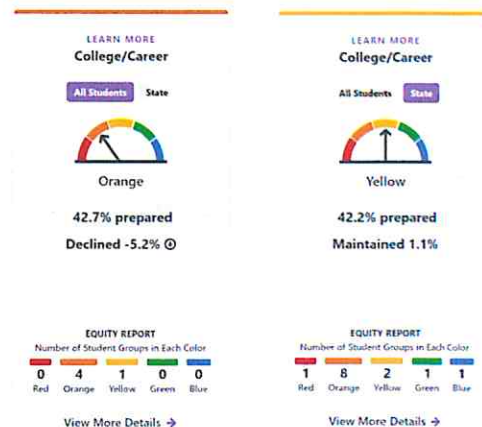 LEARN MORE
College/Career
All Students State
Orange
42.7% prepared
Declined -5.2%
EQUITY REPORT
Number of Student Groups in Each Color
0 4 1 0 0
Red Orange Yellow Green Blue
View More Details →
LEARN MORE
College/Career
All Students State
Yellow
42.2% prepared
Maintained 1.1%
EQUITY REPORT
Number of Student Groups in Each Color
1 8 2 1 1
Red Orange Yellow Green Blue
View More Details →